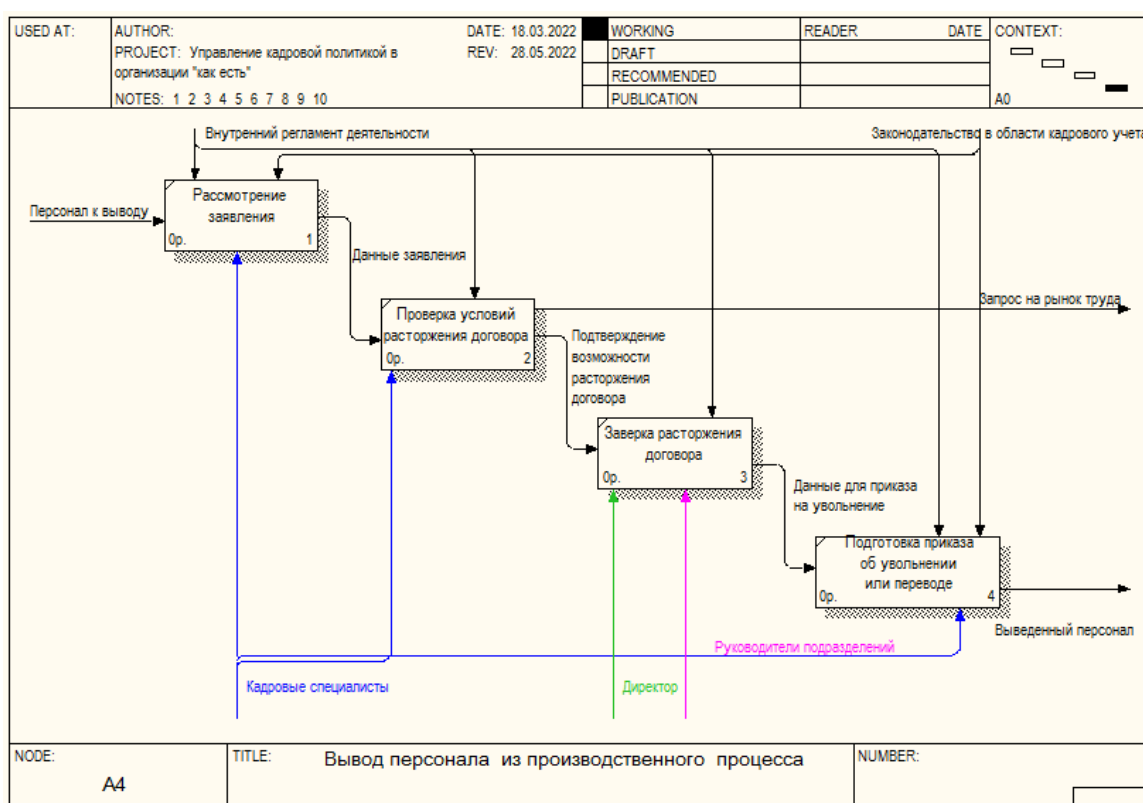 USED AT:
AUTHOR:
DATE: 18.03.2022
PROJECT: Управление кадровой политикой в
организации "как есть"
REV: 28.05.2022
NOTES: 1 2 3 4 5 6 7 8 9 10
WORKING
DRAFT
RECOMMENDED
PUBLICATION
READER
DATE
CONTEXT:
A0
Внутренний регламент деятельности
Законодательство в области кадрового учета
Персонал к выводу
Рассмотрение
заявления
0р.
1
Данные заявления
Запрос на рынок труда
Проверка условий
расторжения договора
0р.
2
Подтверждение
возможности
расторжения
договора
Заверка расторжения
договора
0р.
3
Данные для приказа
на увольнение
Подготовка приказа
об увольнении
или переводе
0р.
4
Выведенный персонал
Руководители подразделений
Кадровые специалисты
Директор
NODE:
A4
TITLE:
Вывод персонала из производственного процесса
NUMBER: